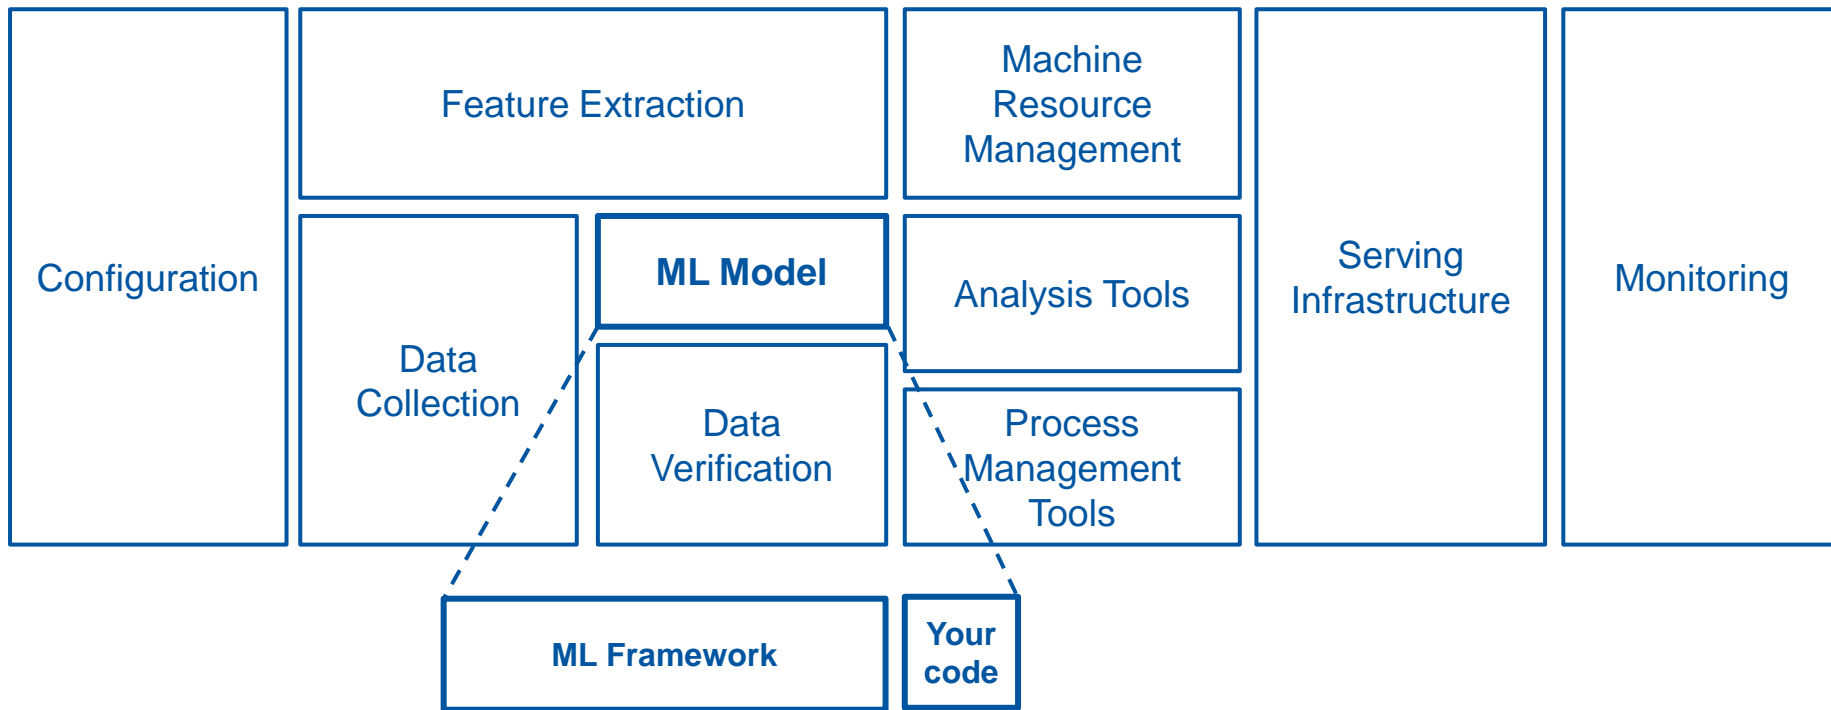 Configuration
Feature Extraction
Machine
Resource
Management
Data
Collection
ML Model
Data
Verification
Analysis Tools
Process
Management
Tools
Serving
Infrastructure
Monitoring
ML Framework
Your
code